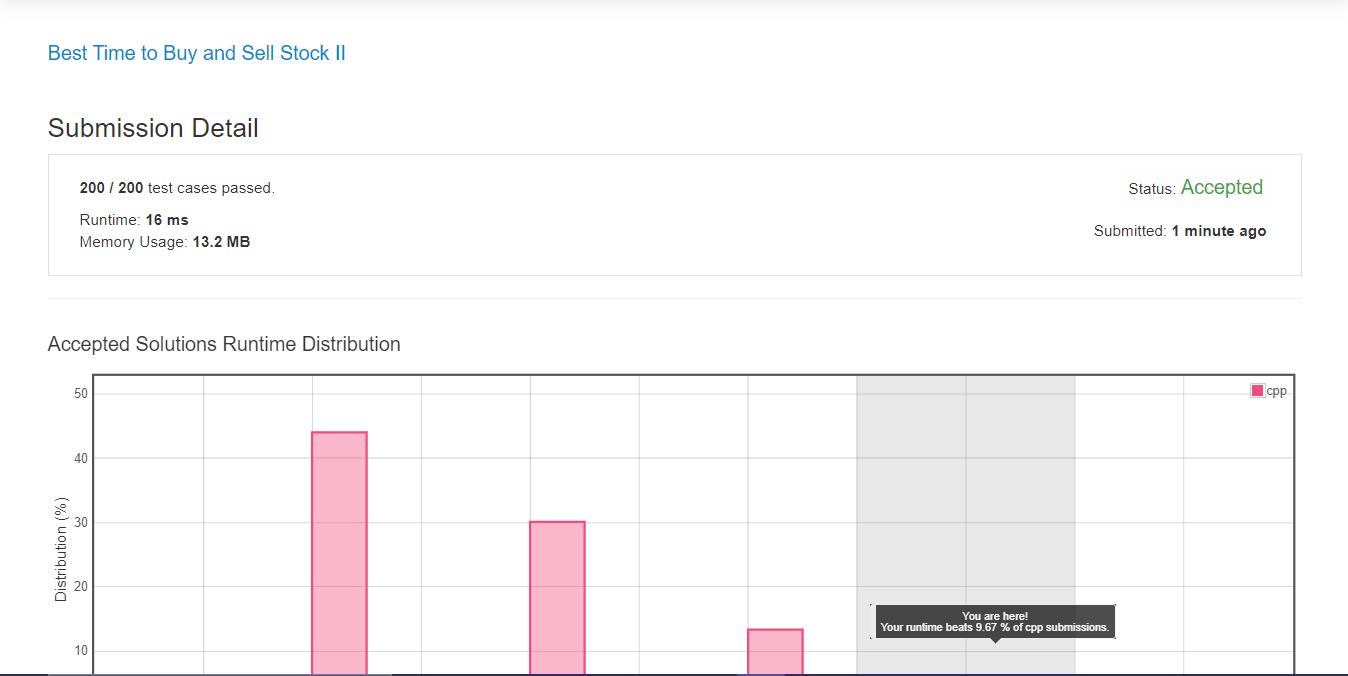 Best Time to Buy and Sell Stock II
Submission Detail
200 / 200 test cases passed.
Status: Accepted
Runtime: 16 ms
Memory Usage: 13.2 MB
Submitted: 1 minute ago
Accepted Solutions Runtime Distribution
50
cpp
40
Distribution (%)
30
20
You are here!
Your runtime beats 9.67 % of cpp submissions.
10